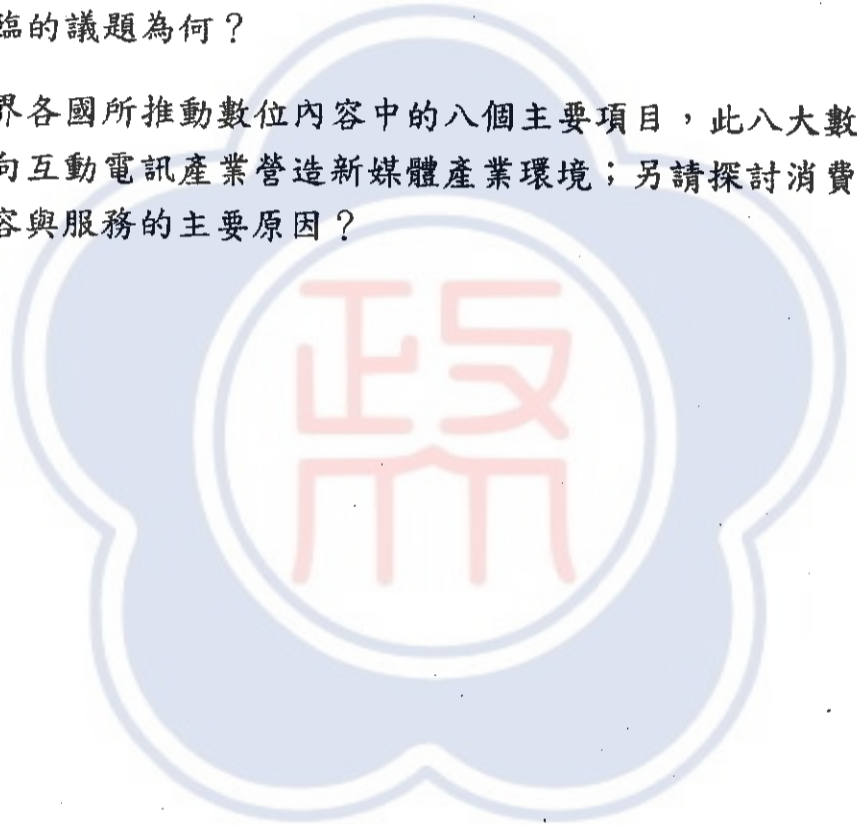 臨的議題為何？
界各國所推動數位內容中的八個主要項目，此八大數
向互動電訊產業營造新媒體產業環境；另請探討消費
容與服務的主要原因？
政大